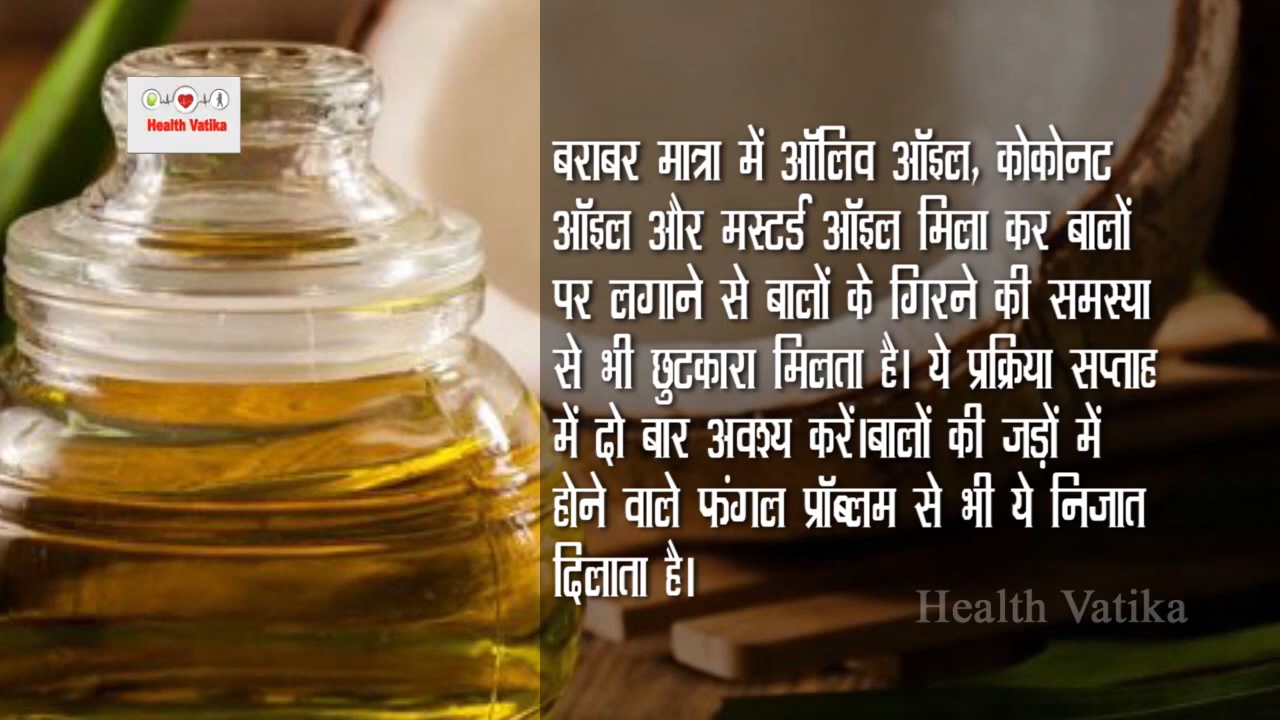 Health Vatika
बराबर मात्रा में ऑलिव ऑइल, कोकोनट
ऑइल और मस्टर्ड ऑइल मिला कर बालों
पर लगाने से बालों के गिरने की समस्या
से भी छुटकारा मिलता है। ये प्रक्रिया सप्ताह
में दो बार अवश्य करें।बालों की जड़ों में
होने वाले फंगल प्रॉब्लम से भी ये निजात
दिलाता है।
Health Vatika